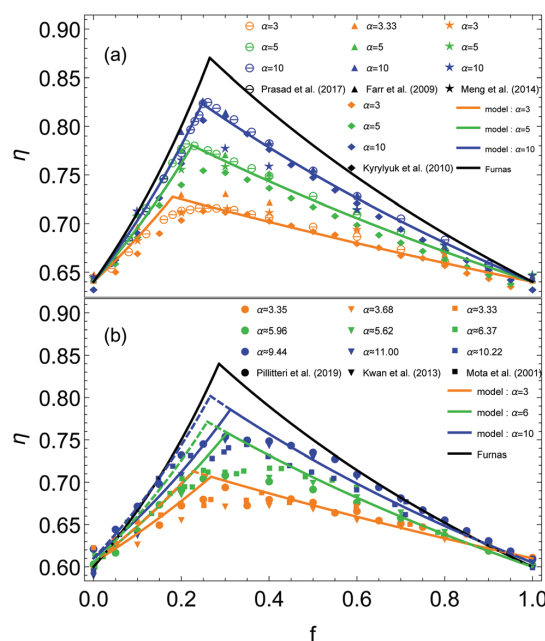 0.90
(a)
α=3 α=3.33 α=3
0.85
α=5 α=5 α=5
α=10 α=10 α=10
Prasad et al. (2017) Farr et al. (2009) Meng et al. (2014)
0.80
α=3 model : α=3
α=5 model : α=5
α=10 model : α=10
Kyrylyuk et al. (2010) Furnas
η
0.75
0.70
0.65
0.90
(b)
α=3.35 α=3.68 α=3.33
0.85
α=5.96 α=5.62 α=6.37
α=9.44 α=11.00 α=10.22
Pillitteri et al. (2019) Kwan et al. (2013) Mota et al. (2001)
0.80
model : α=3
model : α=6
model : α=10
Furnas
η
0.75
0.70
0.65
0.60
0.0 0.2 0.4 0.6 0.8 1.0
f